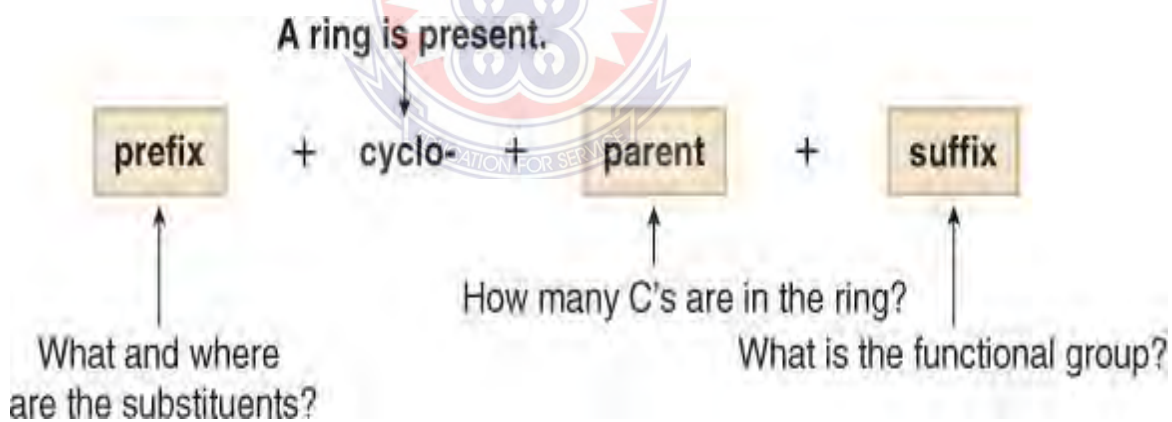 A ring is present.
prefix + cyclo- + parent + suffix
How many C's are in the ring?
What and where
are the substituents?
What is the functional group?